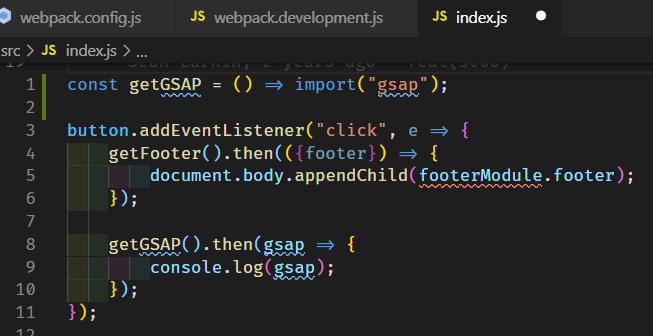 webpack.config.js JS webpack.development.js JS index.js
src > JS index.js > ...
1 const getGSAP = () => import("gsap");
2
3 button.addEventListener("click", e => {
4 getFooter().then(({footer}) => {
5 document.body.appendChild(footerModule.footer);
6 });
7
8 getGSAP().then(gsap => {
9 console.log(gsap);
10 });
11 });
12